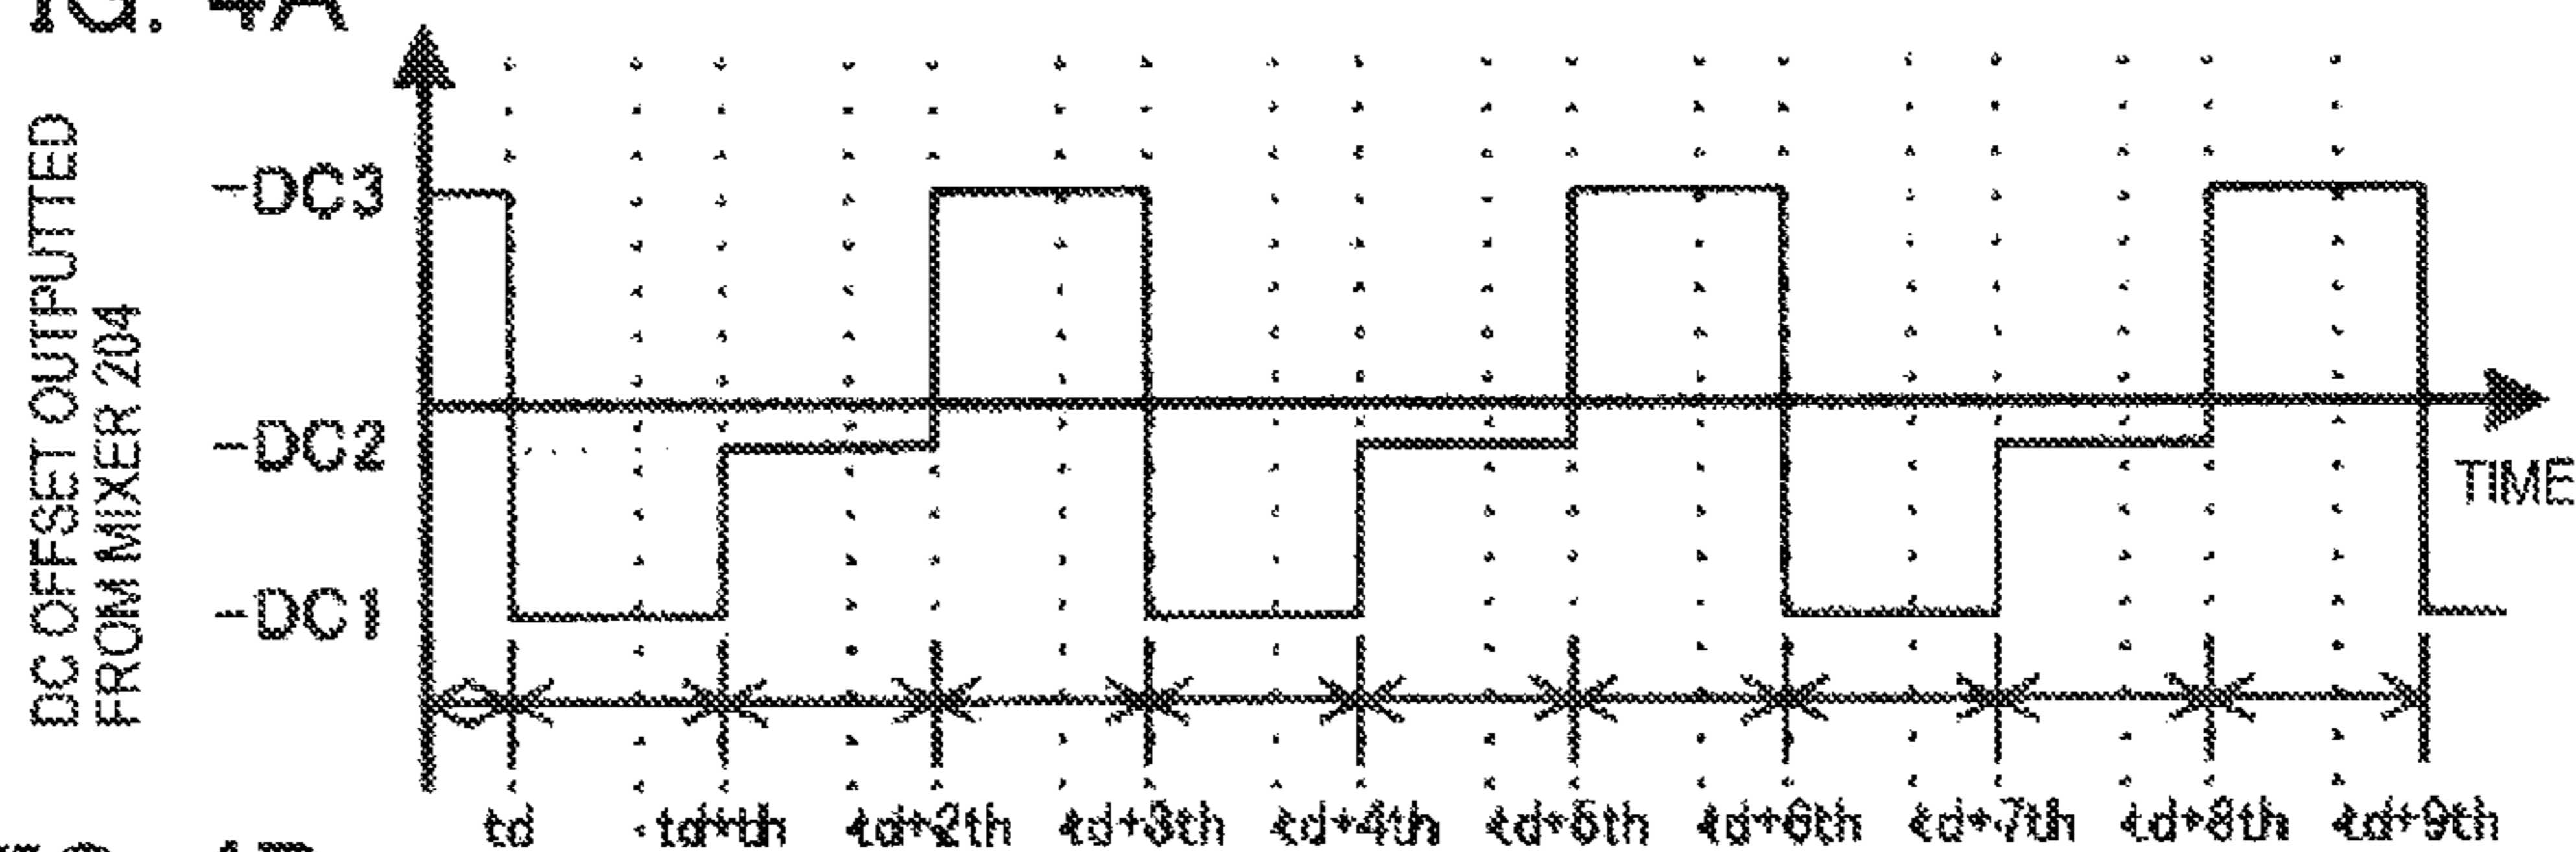 4A
DC OFFSET OUTPUTTED
FROM MIXER 204
-DC3
-DC2
-DC1
TIME
td td+th td+2th td+3th td+4th td+5th td+6th td+7th td+8th td+9th